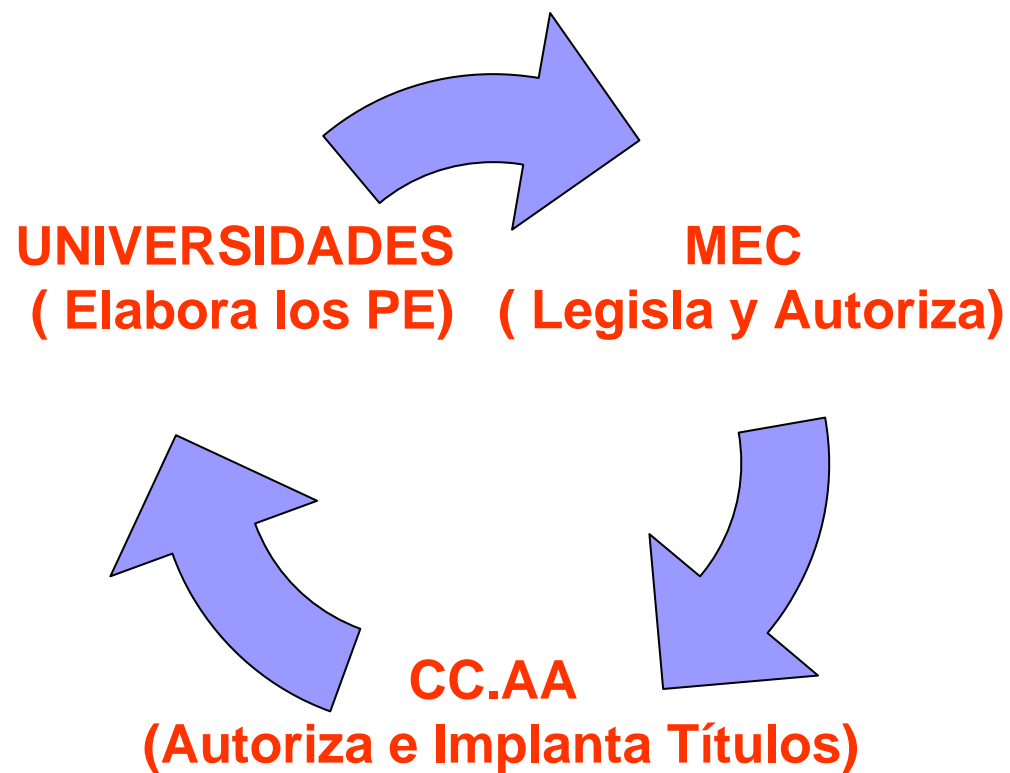 UNIVERSIDADES
( Elabora los PE)
MEC
( Legisla y Autoriza)
CC.AA
(Autoriza e Implanta Títulos)